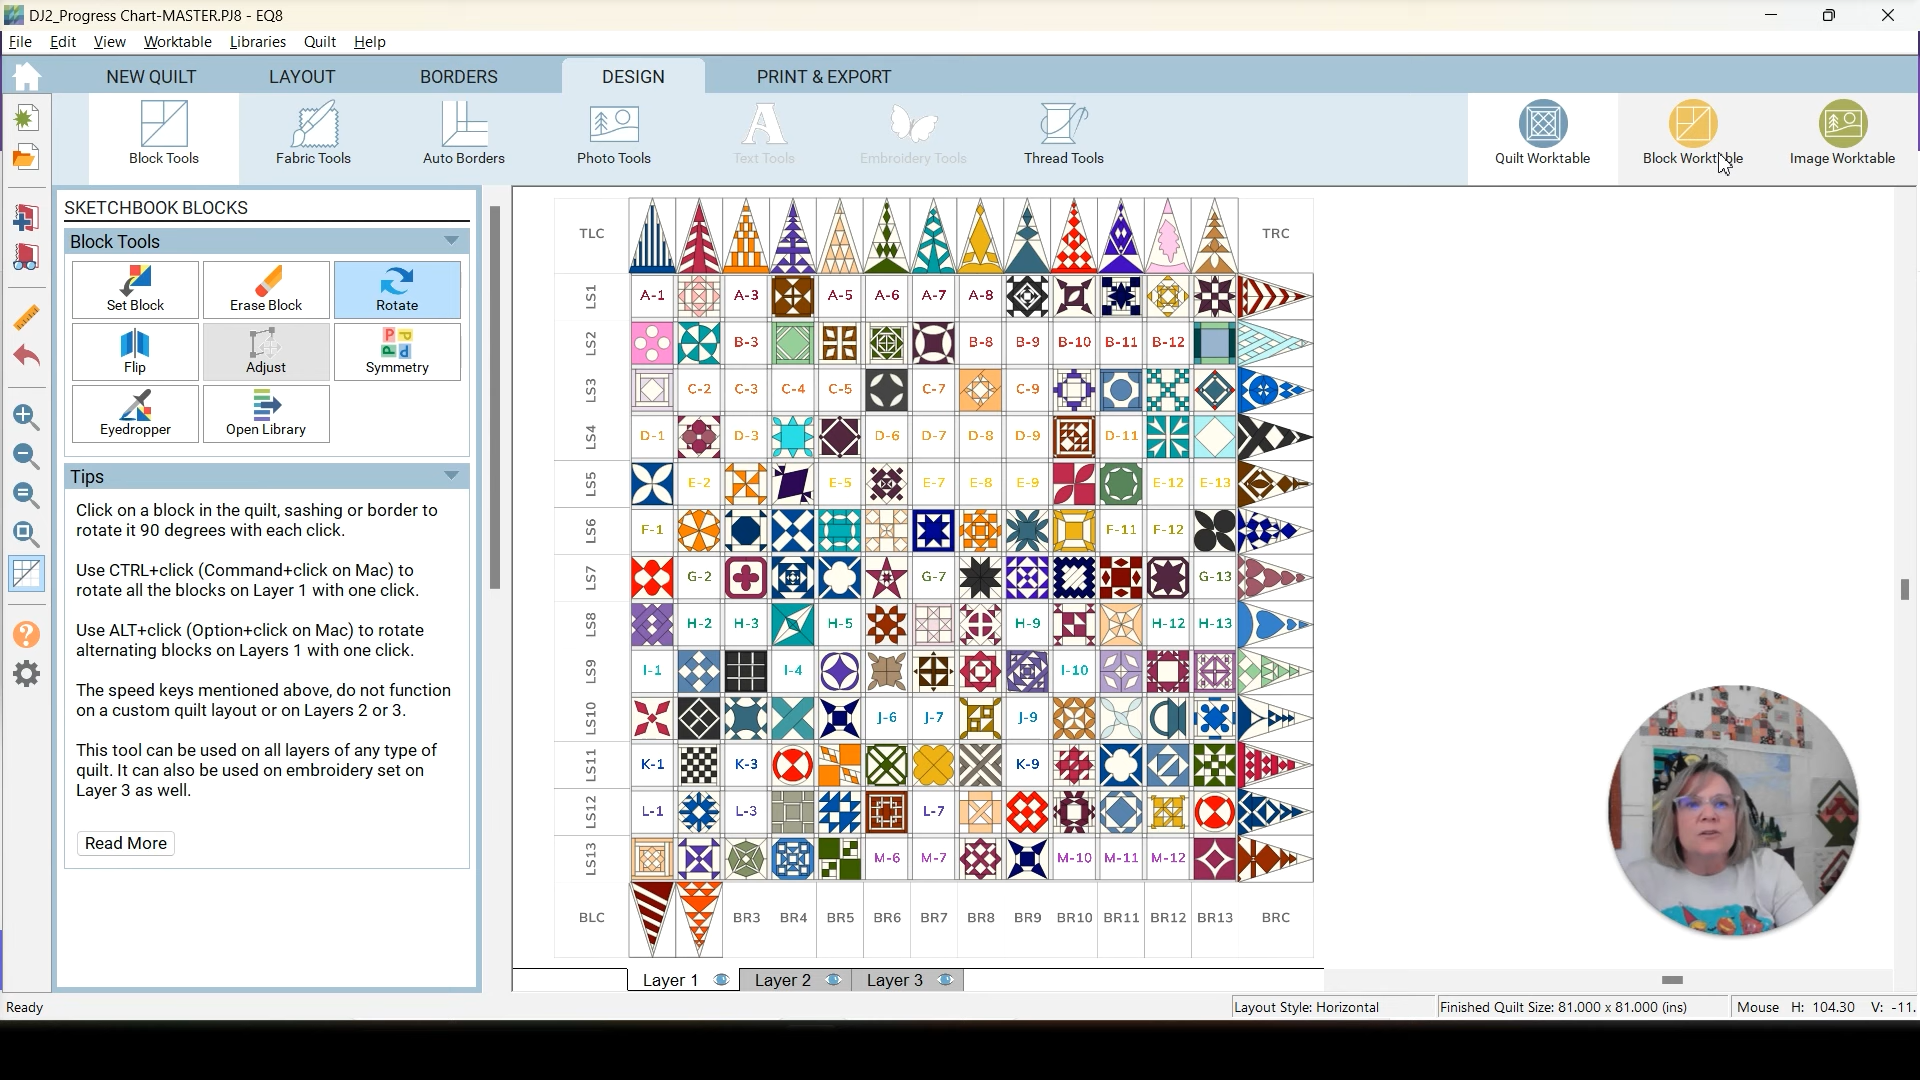 DJ2_Progress Chart-MASTER.PJ8 - EQ8
File Edit View Worktable Libraries Quilt Help
NEW QUILT LAYOUT BORDERS DESIGN PRINT & EXPORT
Block Tools Fabric Tools Auto Borders Photo Tools Text Tools Embroidery Tools Thread Tools Quilt Worktable Block Worktable Image Worktable
SKETCHBOOK BLOCKS
Block Tools
Set Block Erase Block Rotate
Flip Adjust Symmetry
Eyedropper Open Library
Tips
Click on a block in the quilt, sashing or border to
rotate it 90 degrees with each click.
Use CTRL+click (Command+click on Mac) to
rotate all the blocks on Layer 1 with one click.
Use ALT+click (Option+click on Mac) to rotate
alternating blocks on Layers 1 with one click.
The speed keys mentioned above, do not function
on a custom quilt layout or on Layers 2 or 3.
This tool can be used on all layers of any type of
quilt. It can also be used on embroidery set on
Layer 3 as well.
Read More
TLC TRC
LS1 A-1 A-3 A-5 A-6 A-7 A-8
LS2 B-3 B-8 B-9 B-10 B-11 B-12
LS3 C-2 C-3 C-4 C-5 C-7 C-9
LS4 D-1 D-3 D-6 D-7 D-8 D-9 D-11
LS5 E-2 E-5 E-7 E-8 E-9 E-12 E-13
LS6 F-1 F-11 F-12
LS7 G-2 G-7 G-13
LS8 H-2 H-3 H-5 H-9 H-12 H-13
LS9 I-1 I-4 I-10
LS10 J-6 J-7 J-9
LS11 K-1 K-3 K-9
LS12 L-1 L-3 L-7
LS13 M-6 M-7 M-10 M-11 M-12
BLC BR3 BR4 BR5 BR6 BR7 BR8 BR9 BR10 BR11 BR12 BR13 BRC
Layer 1 Layer 2 Layer 3
Ready Layout Style: Horizontal Finished Quilt Size: 81.000 x 81.000 (ins) Mouse H: 104.30 V: -11.